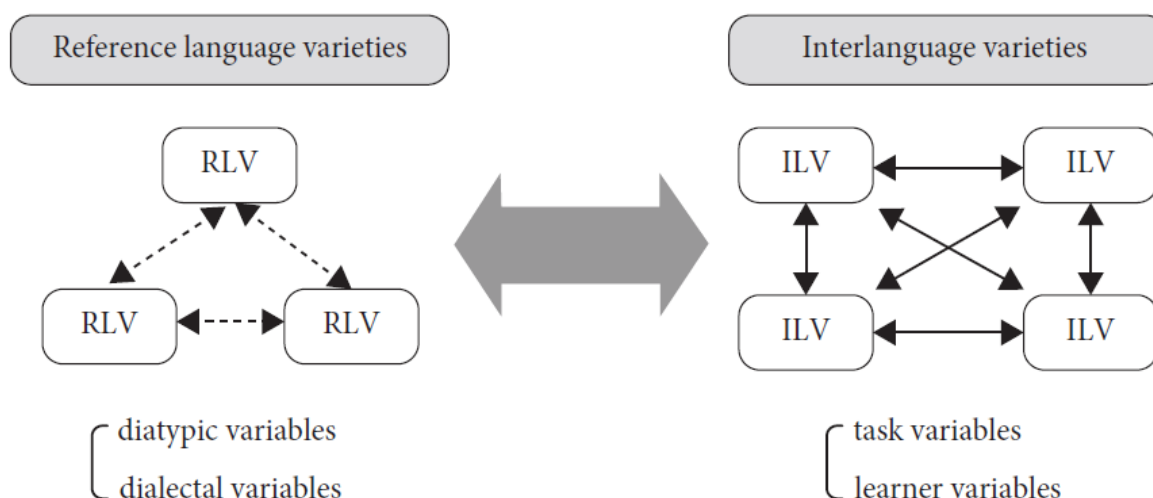 Reference language varieties
Interlanguage varieties
RLV
RLV
RLV
ILV
ILV
ILV
ILV
diatypic variables
dialectal variables
task variables
learner variables